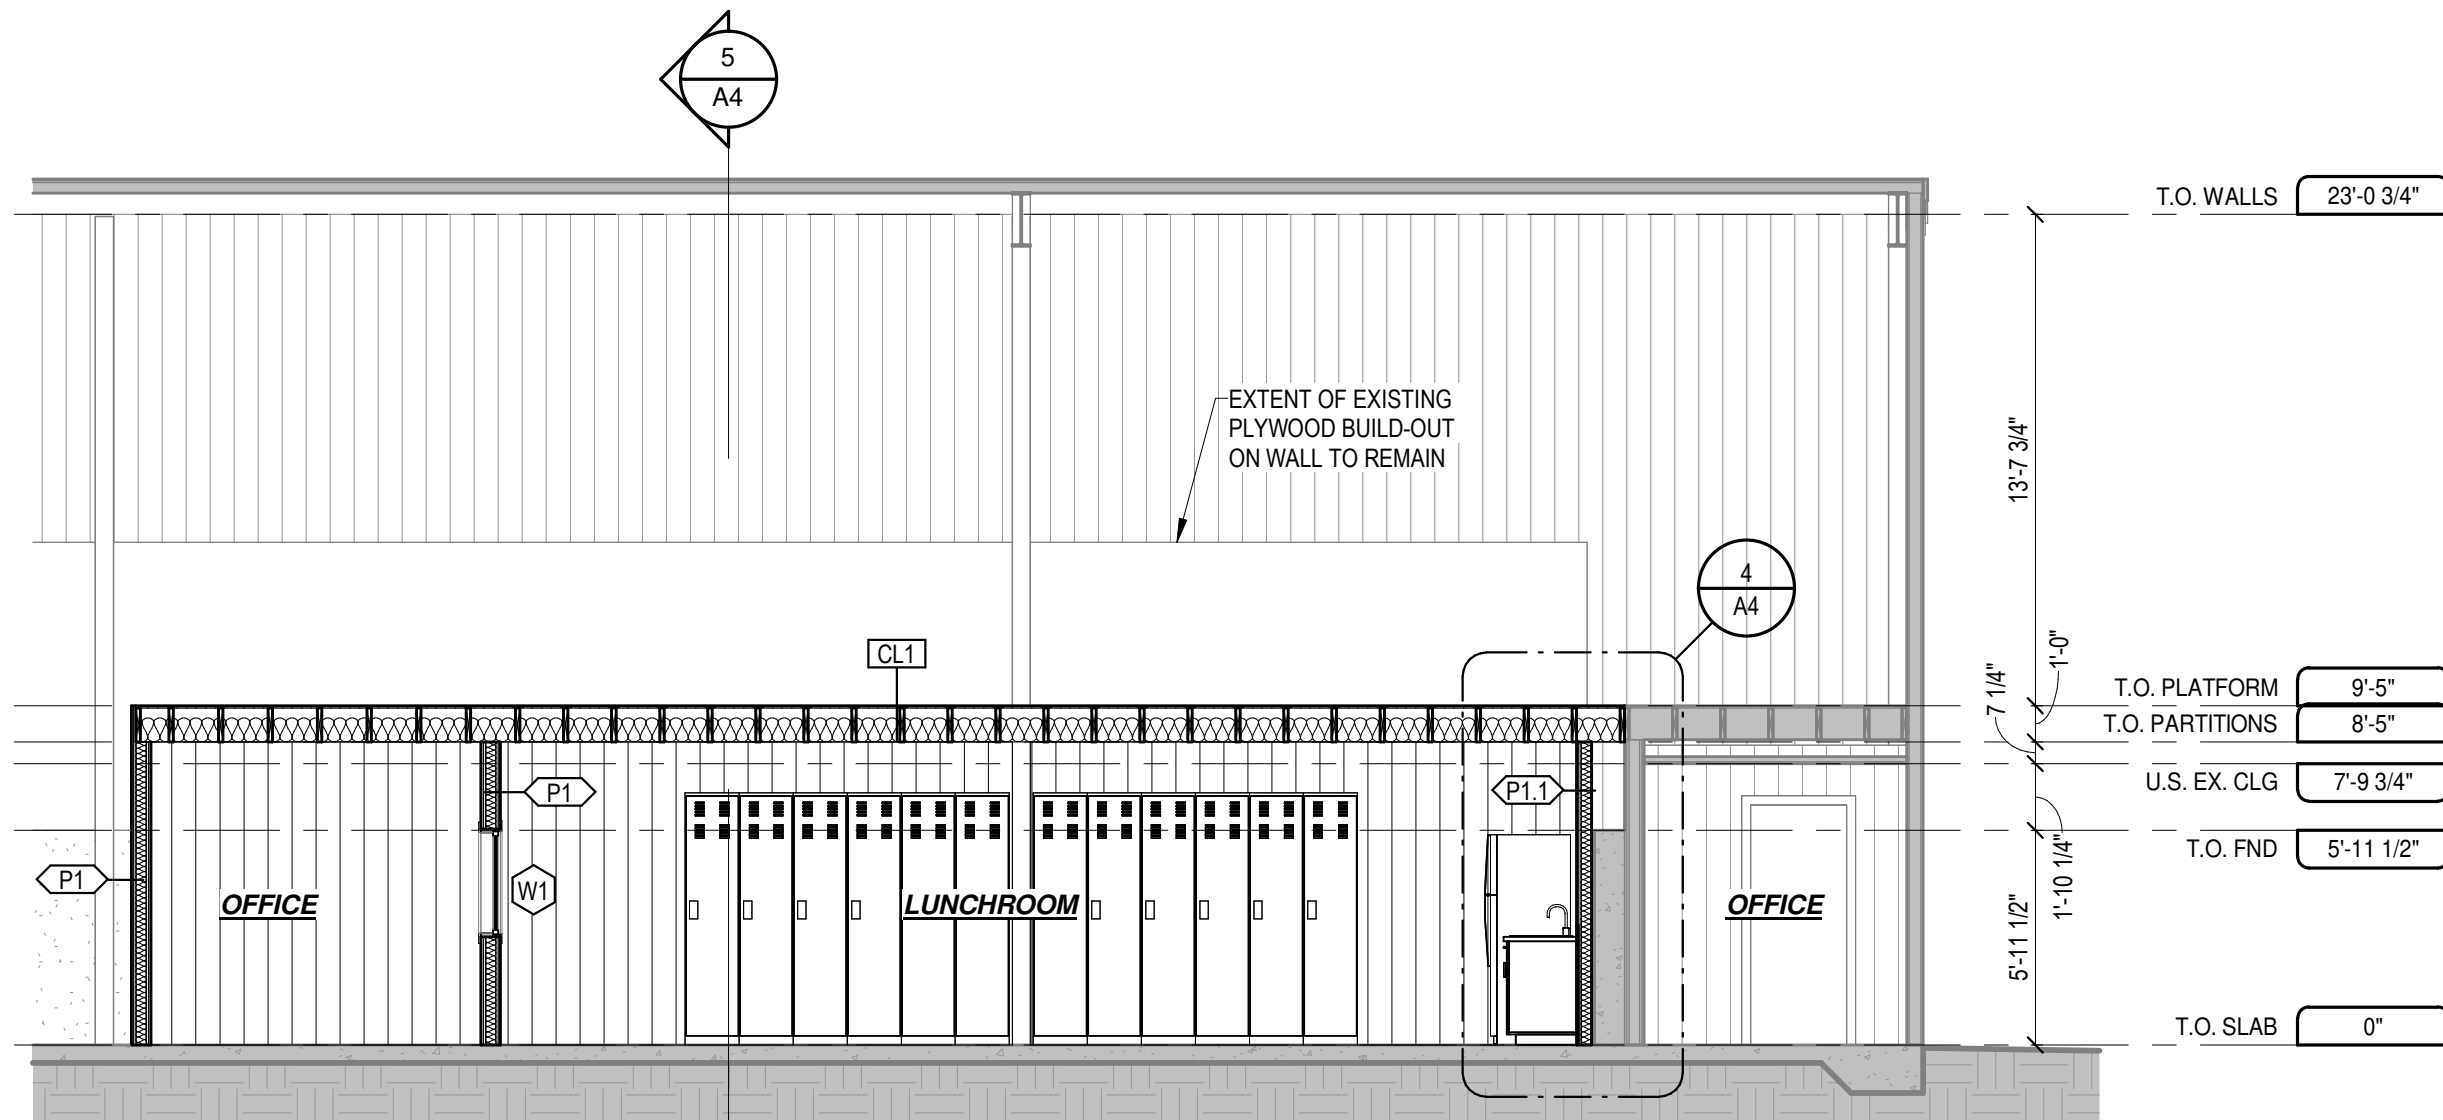 5
A4
T.O. WALLS 23'-0 3/4"
EXTENT OF EXISTING
PLYWOOD BUILD-OUT
ON WALL TO REMAIN
13'-7 3/4"
4
A4
CL1
1'-0"
7 1/4"
T.O. PLATFORM 9'-5"
T.O. PARTITIONS 8'-5"
U.S. EX. CLG 7'-9 3/4"
P1
P1.1
T.O. FND 5'-11 1/2"
1'-10 1/4"
P1
W1
OFFICE
LUNCHROOM
OFFICE
5'-11 1/2"
T.O. SLAB 0"